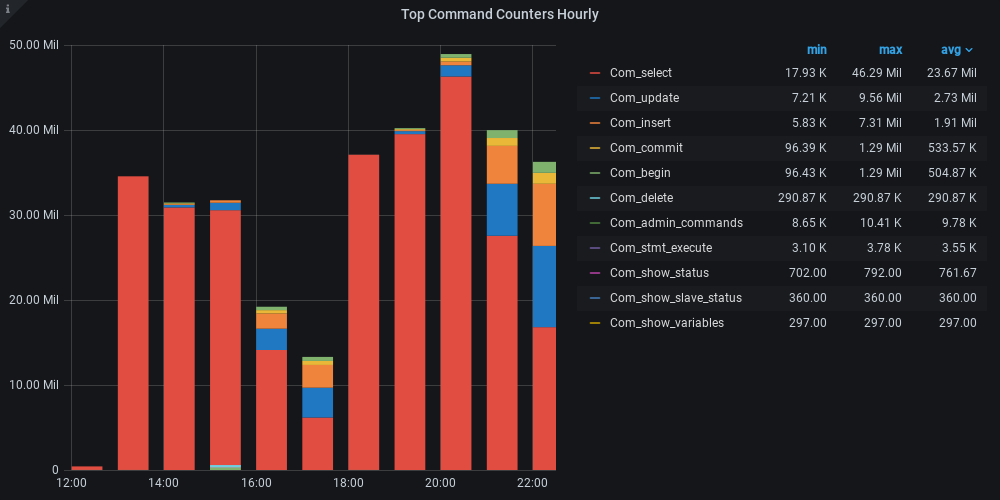 i
Top Command Counters Hourly
50.00 Mil
40.00 Mil
30.00 Mil
20.00 Mil
10.00 Mil
0
12:00 14:00 16:00 18:00 20:00 22:00
min max avg
Com_select 17.93 K 46.29 Mil 23.67 Mil
Com_update 7.21 K 9.56 Mil 2.73 Mil
Com_insert 5.83 K 7.31 Mil 1.91 Mil
Com_commit 96.39 K 1.29 Mil 533.57 K
Com_begin 96.43 K 1.29 Mil 504.87 K
Com_delete 290.87 K 290.87 K 290.87 K
Com_admin_commands 8.65 K 10.41 K 9.78 K
Com_stmt_execute 3.10 K 3.78 K 3.55 K
Com_show_status 702.00 792.00 761.67
Com_show_slave_status 360.00 360.00 360.00
Com_show_variables 297.00 297.00 297.00